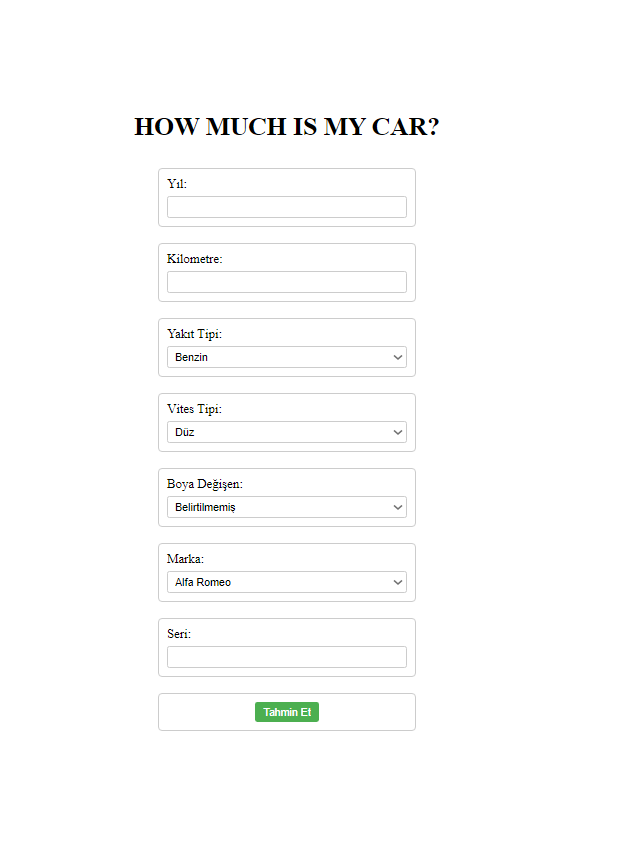 HOW MUCH IS MY CAR?
Yıl:
Kilometre:
Yakıt Tipi:
Benzin
Vites Tipi:
Düz
Boya Değişen:
Belirtilmemiş
Marka:
Alfa Romeo
Seri:
Tahmin Et